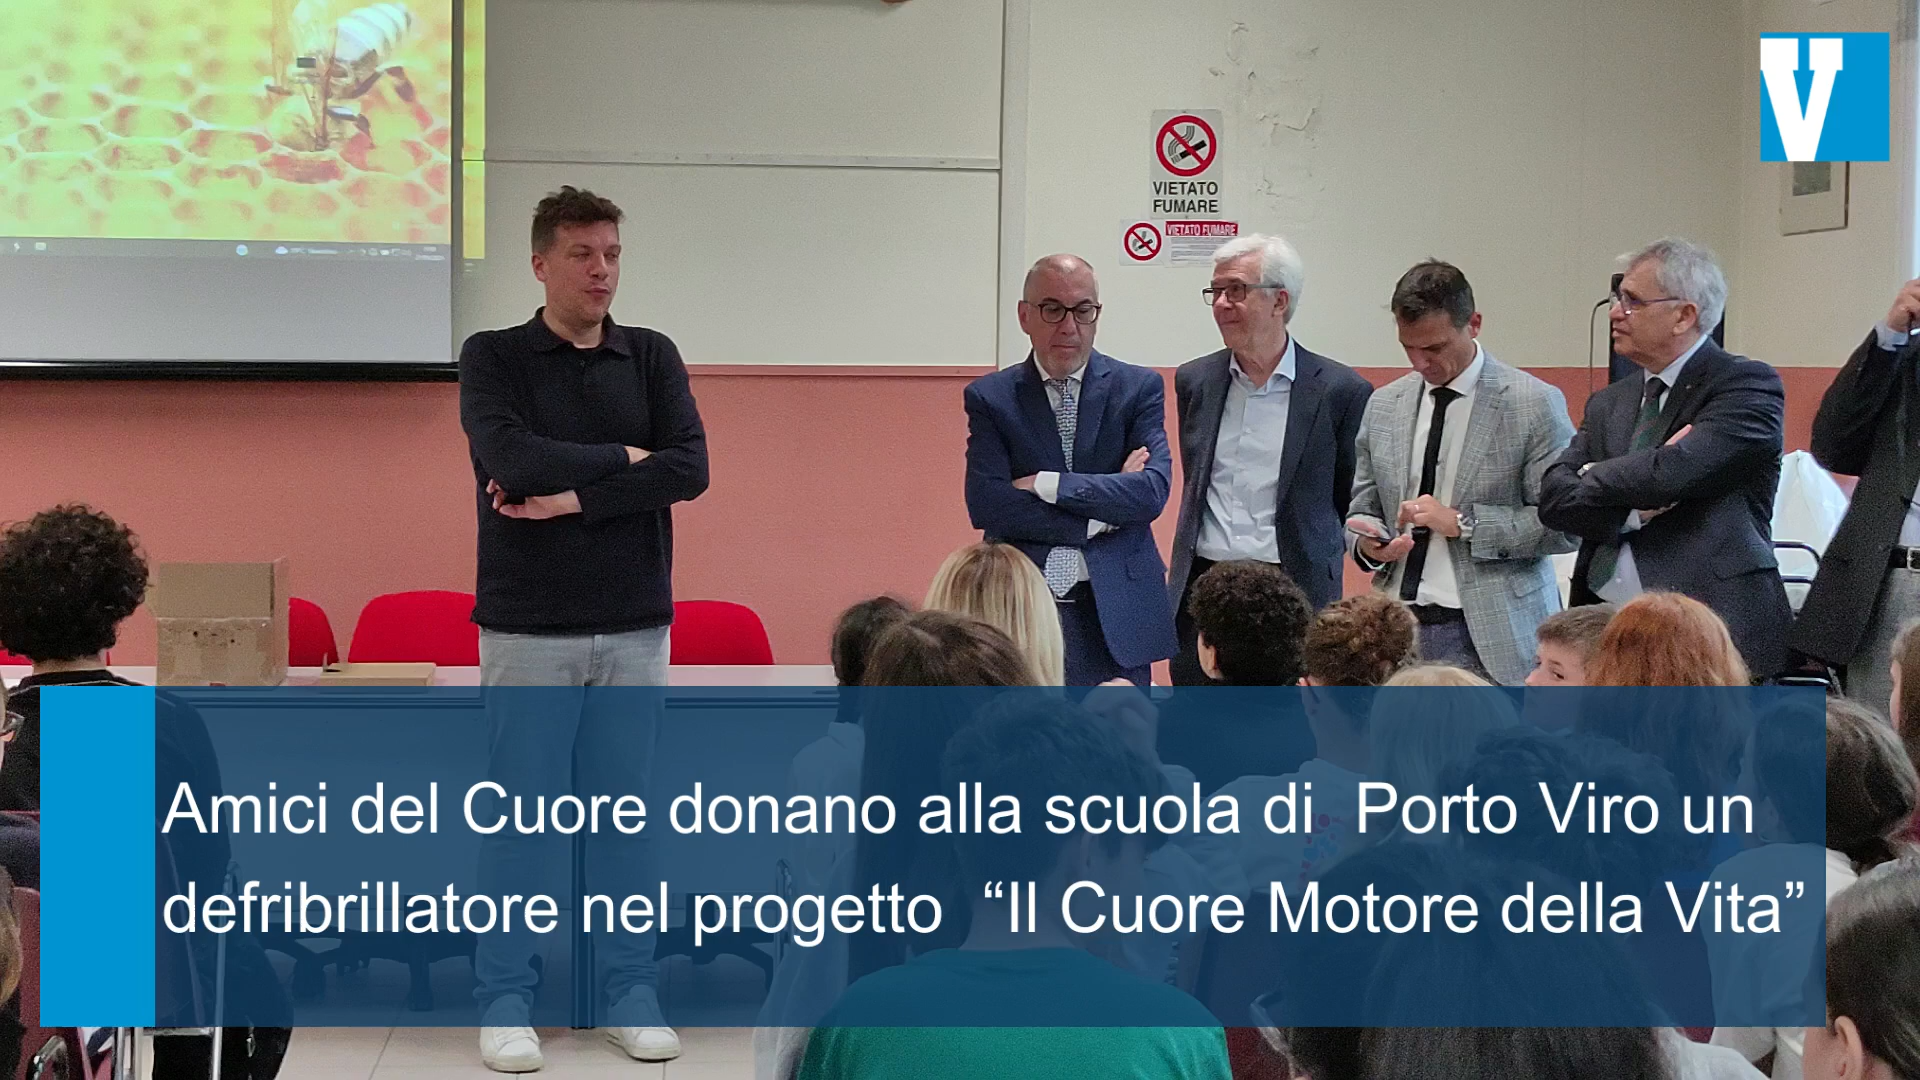 V
VIETATO
FUMARE
VIETATO FUMARE
Amici del Cuore donano alla scuola di Porto Viro un
defribrillatore nel progetto “Il Cuore Motore della Vita”